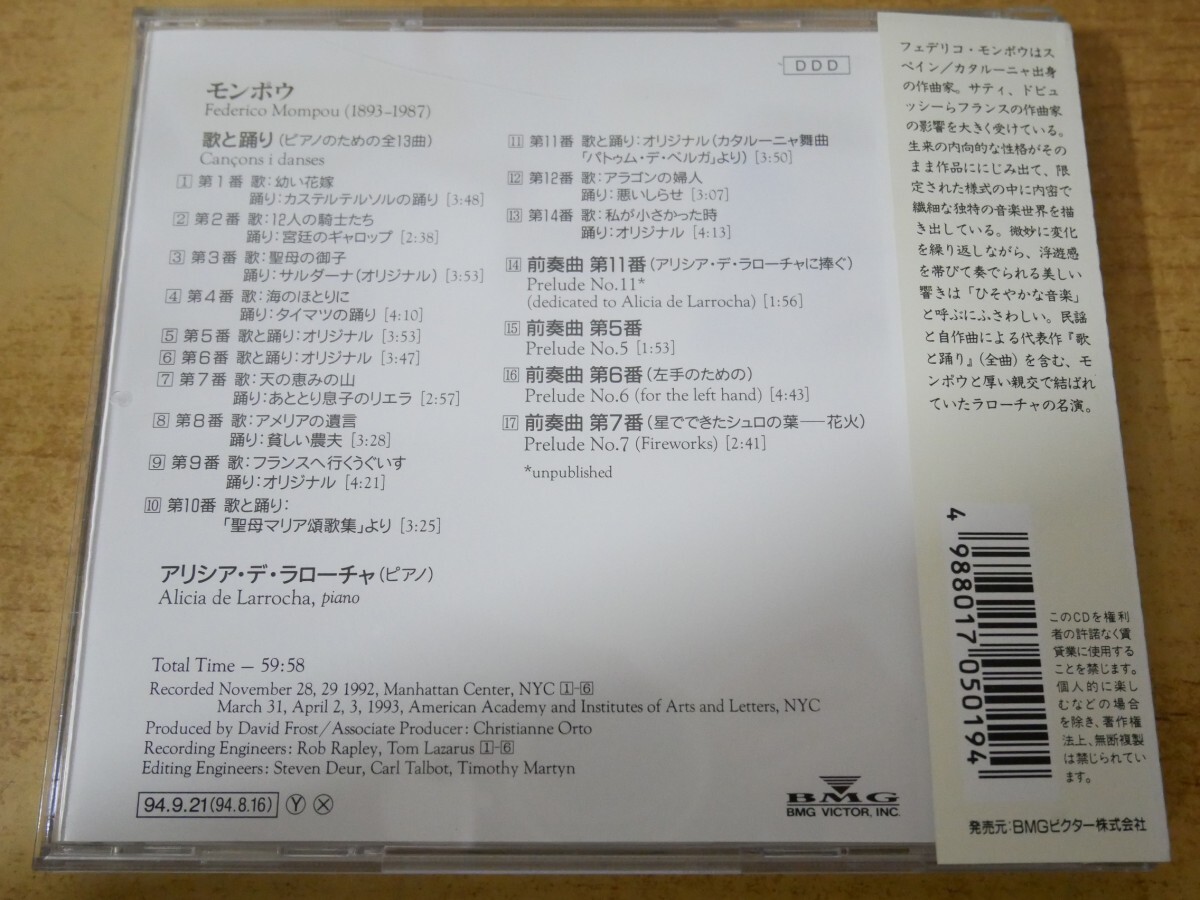 DDD
モンポウ
Federico Mompou (1893–1987)
歌と踊り (ピアノのための全13曲)
Cançons i danses
1 第1番 歌:幼い花嫁
踊り:カステルテルソルの踊り [3:48]
2 第2番 歌:12人の騎士たち
踊り:宮廷のギャロップ [2:38]
3 第3番 歌:聖母の御子
踊り:サルダーナ(オリジナル) [3:53]
4 第4番 歌:海のほとりに
踊り:タイマツの踊り [4:10]
5 第5番 歌と踊り:オリジナル [3:53]
6 第6番 歌と踊り:オリジナル [3:47]
7 第7番 歌:天の恵みの山
踊り:あととり息子のリエラ [2:57]
8 第8番 歌:アメリアの遺言
踊り:貧しい農夫 [3:28]
9 第9番 歌:フランスへ行くうぐいす
踊り:オリジナル [4:21]
10 第10番 歌と踊り:
「聖母マリア頌歌集」より [3:25]
11 第11番 歌と踊り:オリジナル(カタルーニャ舞曲
「パトゥム・デ・ベルガ」より) [3:50]
12 第12番 歌:アラゴンの婦人
踊り:悪いしらせ [3:07]
13 第14番 歌:私が小さかった時
踊り:オリジナル [4:13]
14 前奏曲 第11番(アリシア・デ・ラローチャに捧ぐ)
Prelude No.11*
(dedicated to Alicia de Larrocha) [1:56]
15 前奏曲 第5番
Prelude No.5 [1:53]
16 前奏曲 第6番(左手のための)
Prelude No.6 (for the left hand) [4:43]
17 前奏曲 第7番(星でできたシュロの葉──花火)
Prelude No.7 (Fireworks) [2:41]
*unpublished
アリシア・デ・ラローチャ(ピアノ)
Alicia de Larrocha, piano
Total Time – 59:58
Recorded November 28, 29 1992, Manhattan Center, NYC 1-6
March 31, April 2, 3, 1993, American Academy and Institutes of Arts and Letters, NYC
Produced by David Frost/Associate Producer: Christianne Orto
Recording Engineers: Rob Rapley, Tom Lazarus 1-6
Editing Engineers: Steven Deur, Carl Talbot, Timothy Martyn
94.9.21(94.8.16) Y X
BMG
BMG VICTOR, INC.
フェデリコ・モンポウはス
ペイン/カタルーニャ出身
の作曲家。サティ、ドビュ
ッシーらフランスの作曲家
の影響を大きく受けている。
生来の内向的な性格がその
まま作品ににじみ出て、限
定された様式の中に内密で
繊細な独特の音楽世界を描
き出している。微妙に変化
を繰り返しながら、浮遊感
を帯びて奏でられる美しい
響きは「ひそやかな音楽」
と呼ぶにふさわしい。民謡
と自作曲による代表作『歌
と踊り』(全曲)を含む、モ
ンポウと厚い親交で結ばれ
ていたラローチャの名演。
4 988017 050194
このCDを権利
者の許諾なく賃
貸業に使用する
ことを禁じます。
個人的に楽し
むなどの場合
を除き、著作権
法上、無断複製
は禁じられてい
ます。
発売元:BMGビクター株式会社